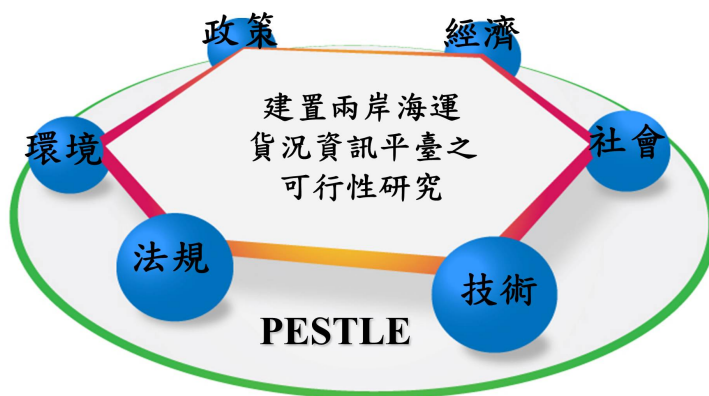 政策
經濟
環境
社會
建置兩岸海運
貨況資訊平臺之
可行性研究
法規
技術
PESTLE